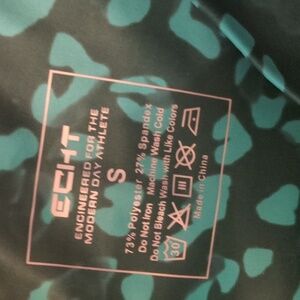 ECHT
ENGINEERED FOR THE
MODERN DAY ATHLETE
S
73% Polyester 27% Spandex
Do Not Iron Machine Wash Cold
Do Not Bleach Wash with Like Colors
30
Made in China